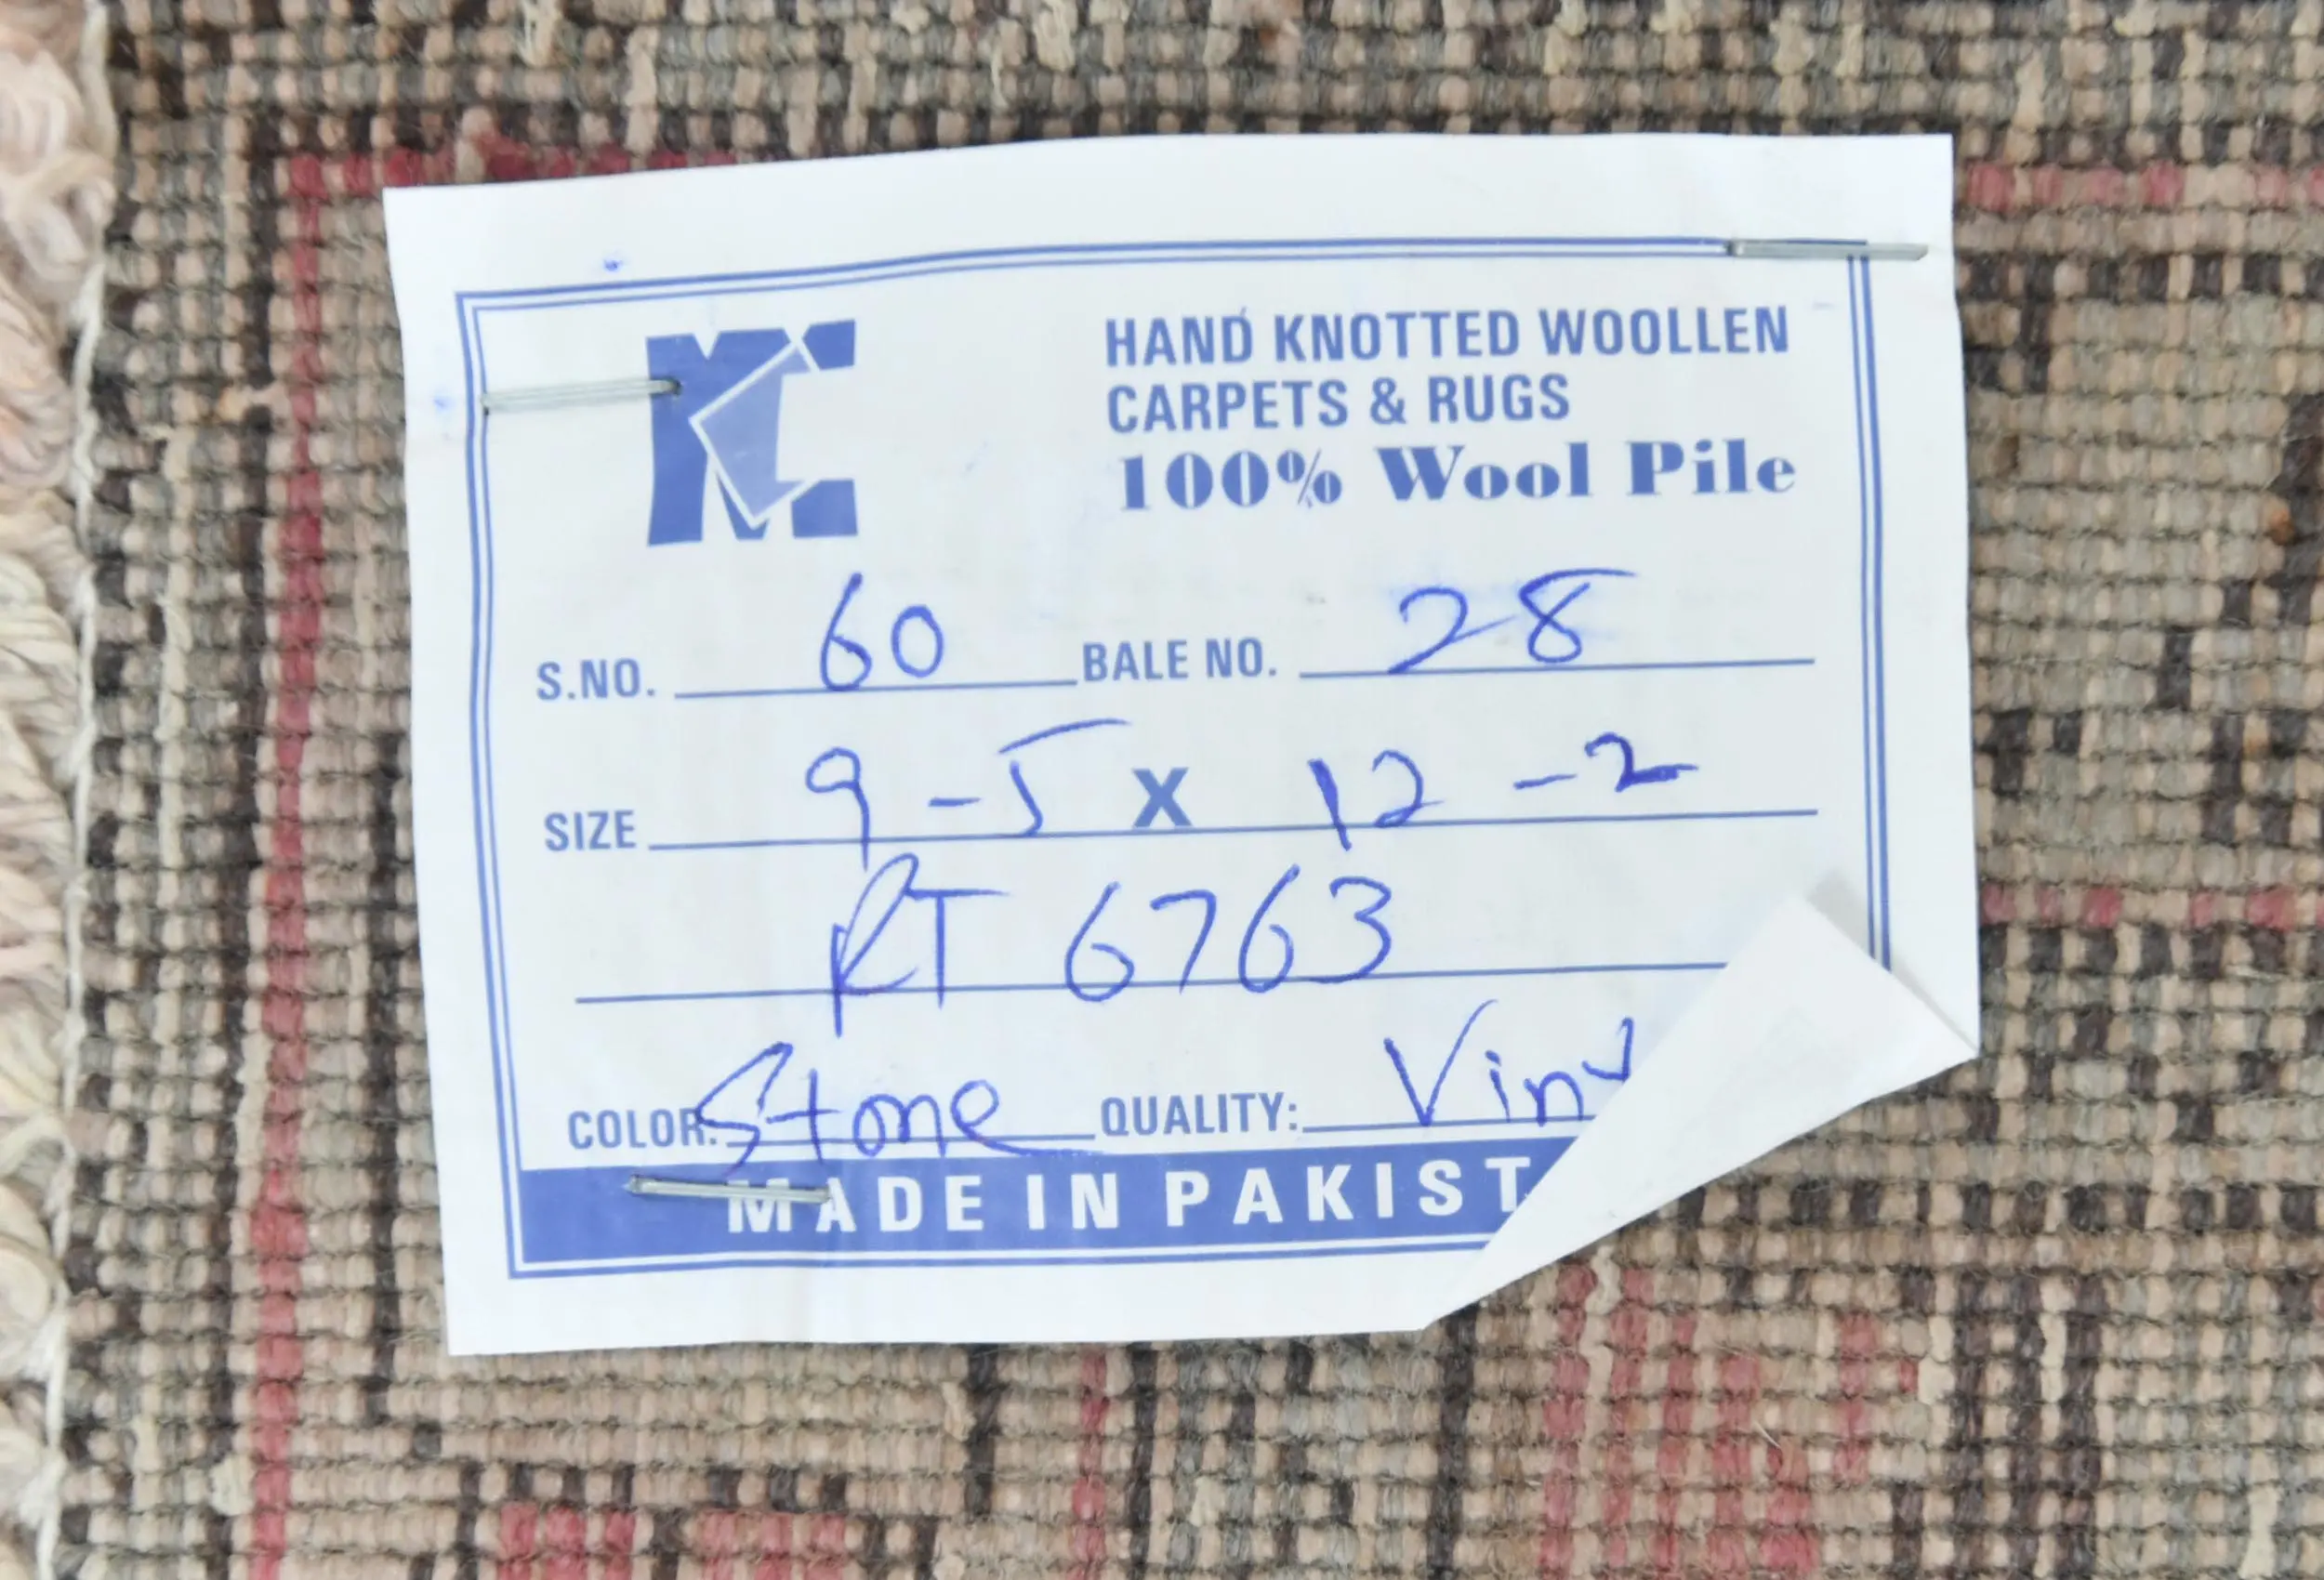 MC
HAND KNOTTED WOOLLEN
CARPETS & RUGS
100% Wool Pile
S.NO. 60 BALE NO. 28
SIZE 9-5 X 12-2
RT 6763
COLOR: Stone QUALITY:
MADE IN PAKIST